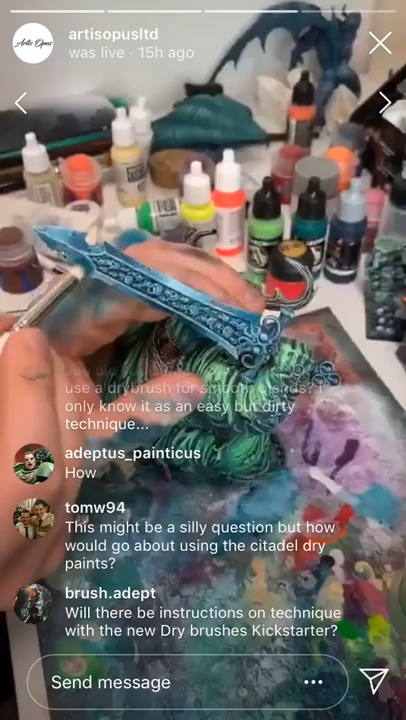 artisopusltd
Artis Opus
was live · 15h ago
use a drybrush for smooth blends? I
only know it as an easy but dirty
technique...
adeptus_painticus
How
tomw94
This might be a silly question but how
would go about using the citadel dry
paints?
brush.adept
Will there be instructions on technique
with the new Dry brushes Kickstarter?
Send message